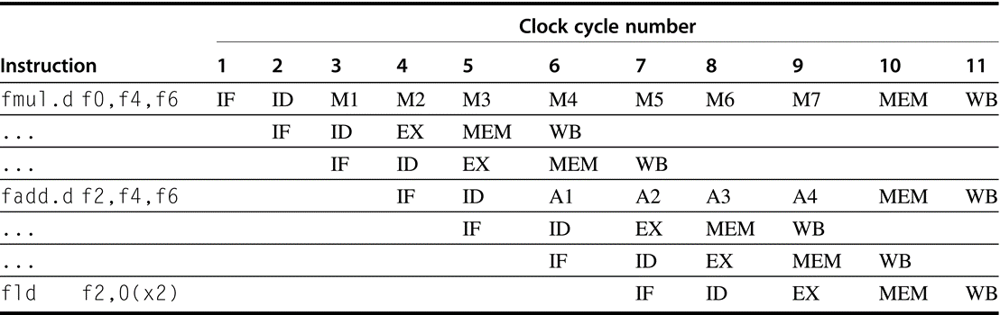 Clock cycle number
Instruction 1 2 3 4 5 6 7 8 9 10 11
fmul.d f0,f4,f6 IF ID M1 M2 M3 M4 M5 M6 M7 MEM WB
... IF ID EX MEM WB
... IF ID EX MEM WB
fadd.d f2,f4,f6 IF ID A1 A2 A3 A4 MEM WB
... IF ID EX MEM WB
... IF ID EX MEM WB
fld f2,0(x2) IF ID EX MEM WB